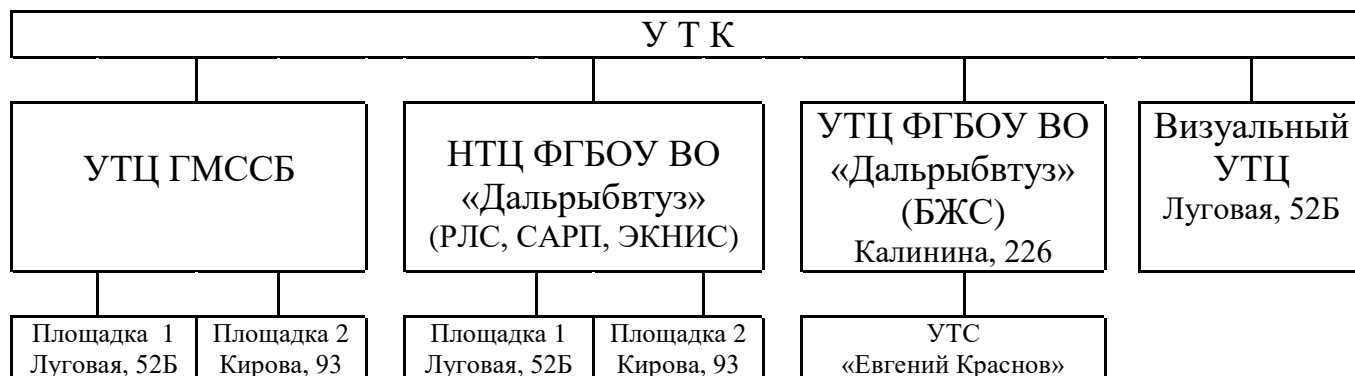 У Т К
УТЦ ГМССБ
НТЦ ФГБОУ ВО
«Дальрыбвтуз»
(РЛС, САРП, ЭКНИС)
УТЦ ФГБОУ ВО
«Дальрыбвтуз»
(БЖС)
Калинина, 226
Визуальный
УТЦ
Луговая, 52Б
Площадка 1
Луговая, 52Б
Площадка 2
Кирова, 93
Площадка 1
Луговая, 52Б
Площадка 2
Кирова, 93
УТС
«Евгений Краснов»